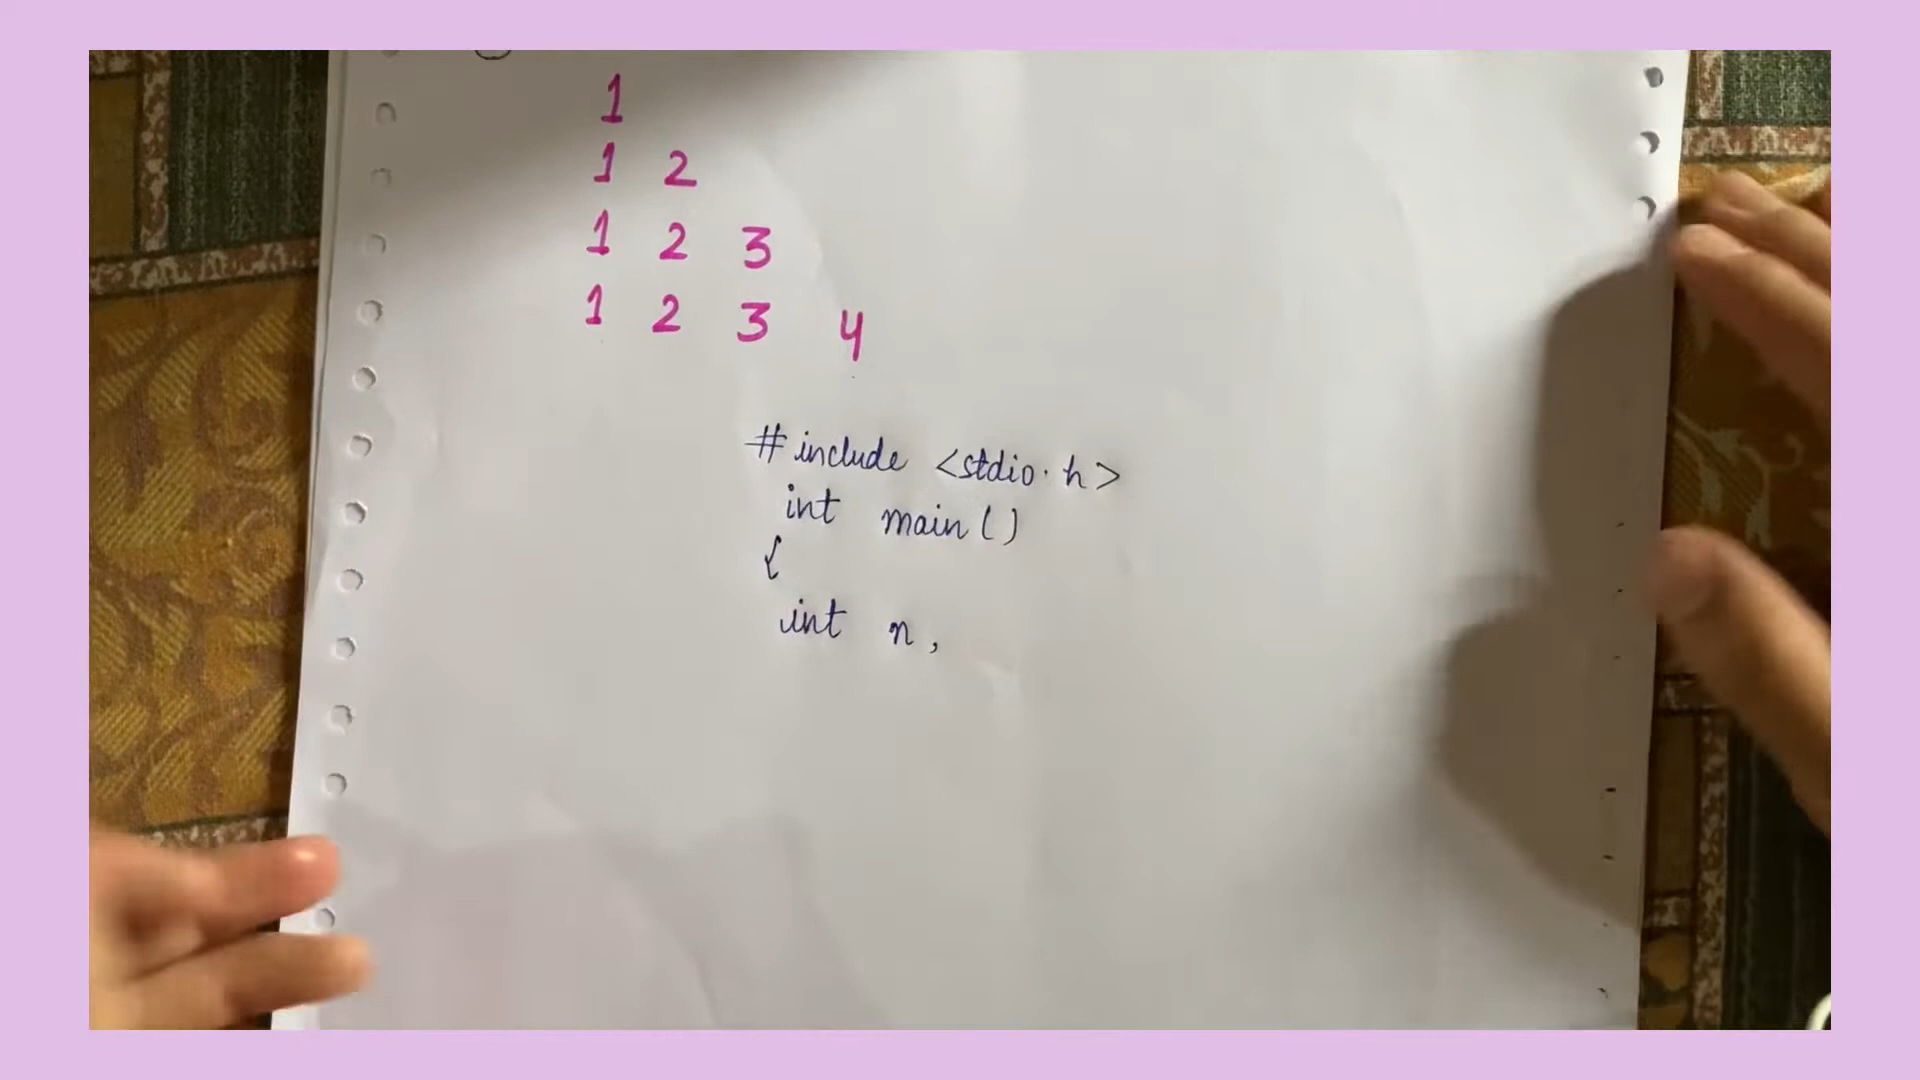 1
1 2
1 2 3
1 2 3 4
#include <stdio.h>
int main()
{
int n,